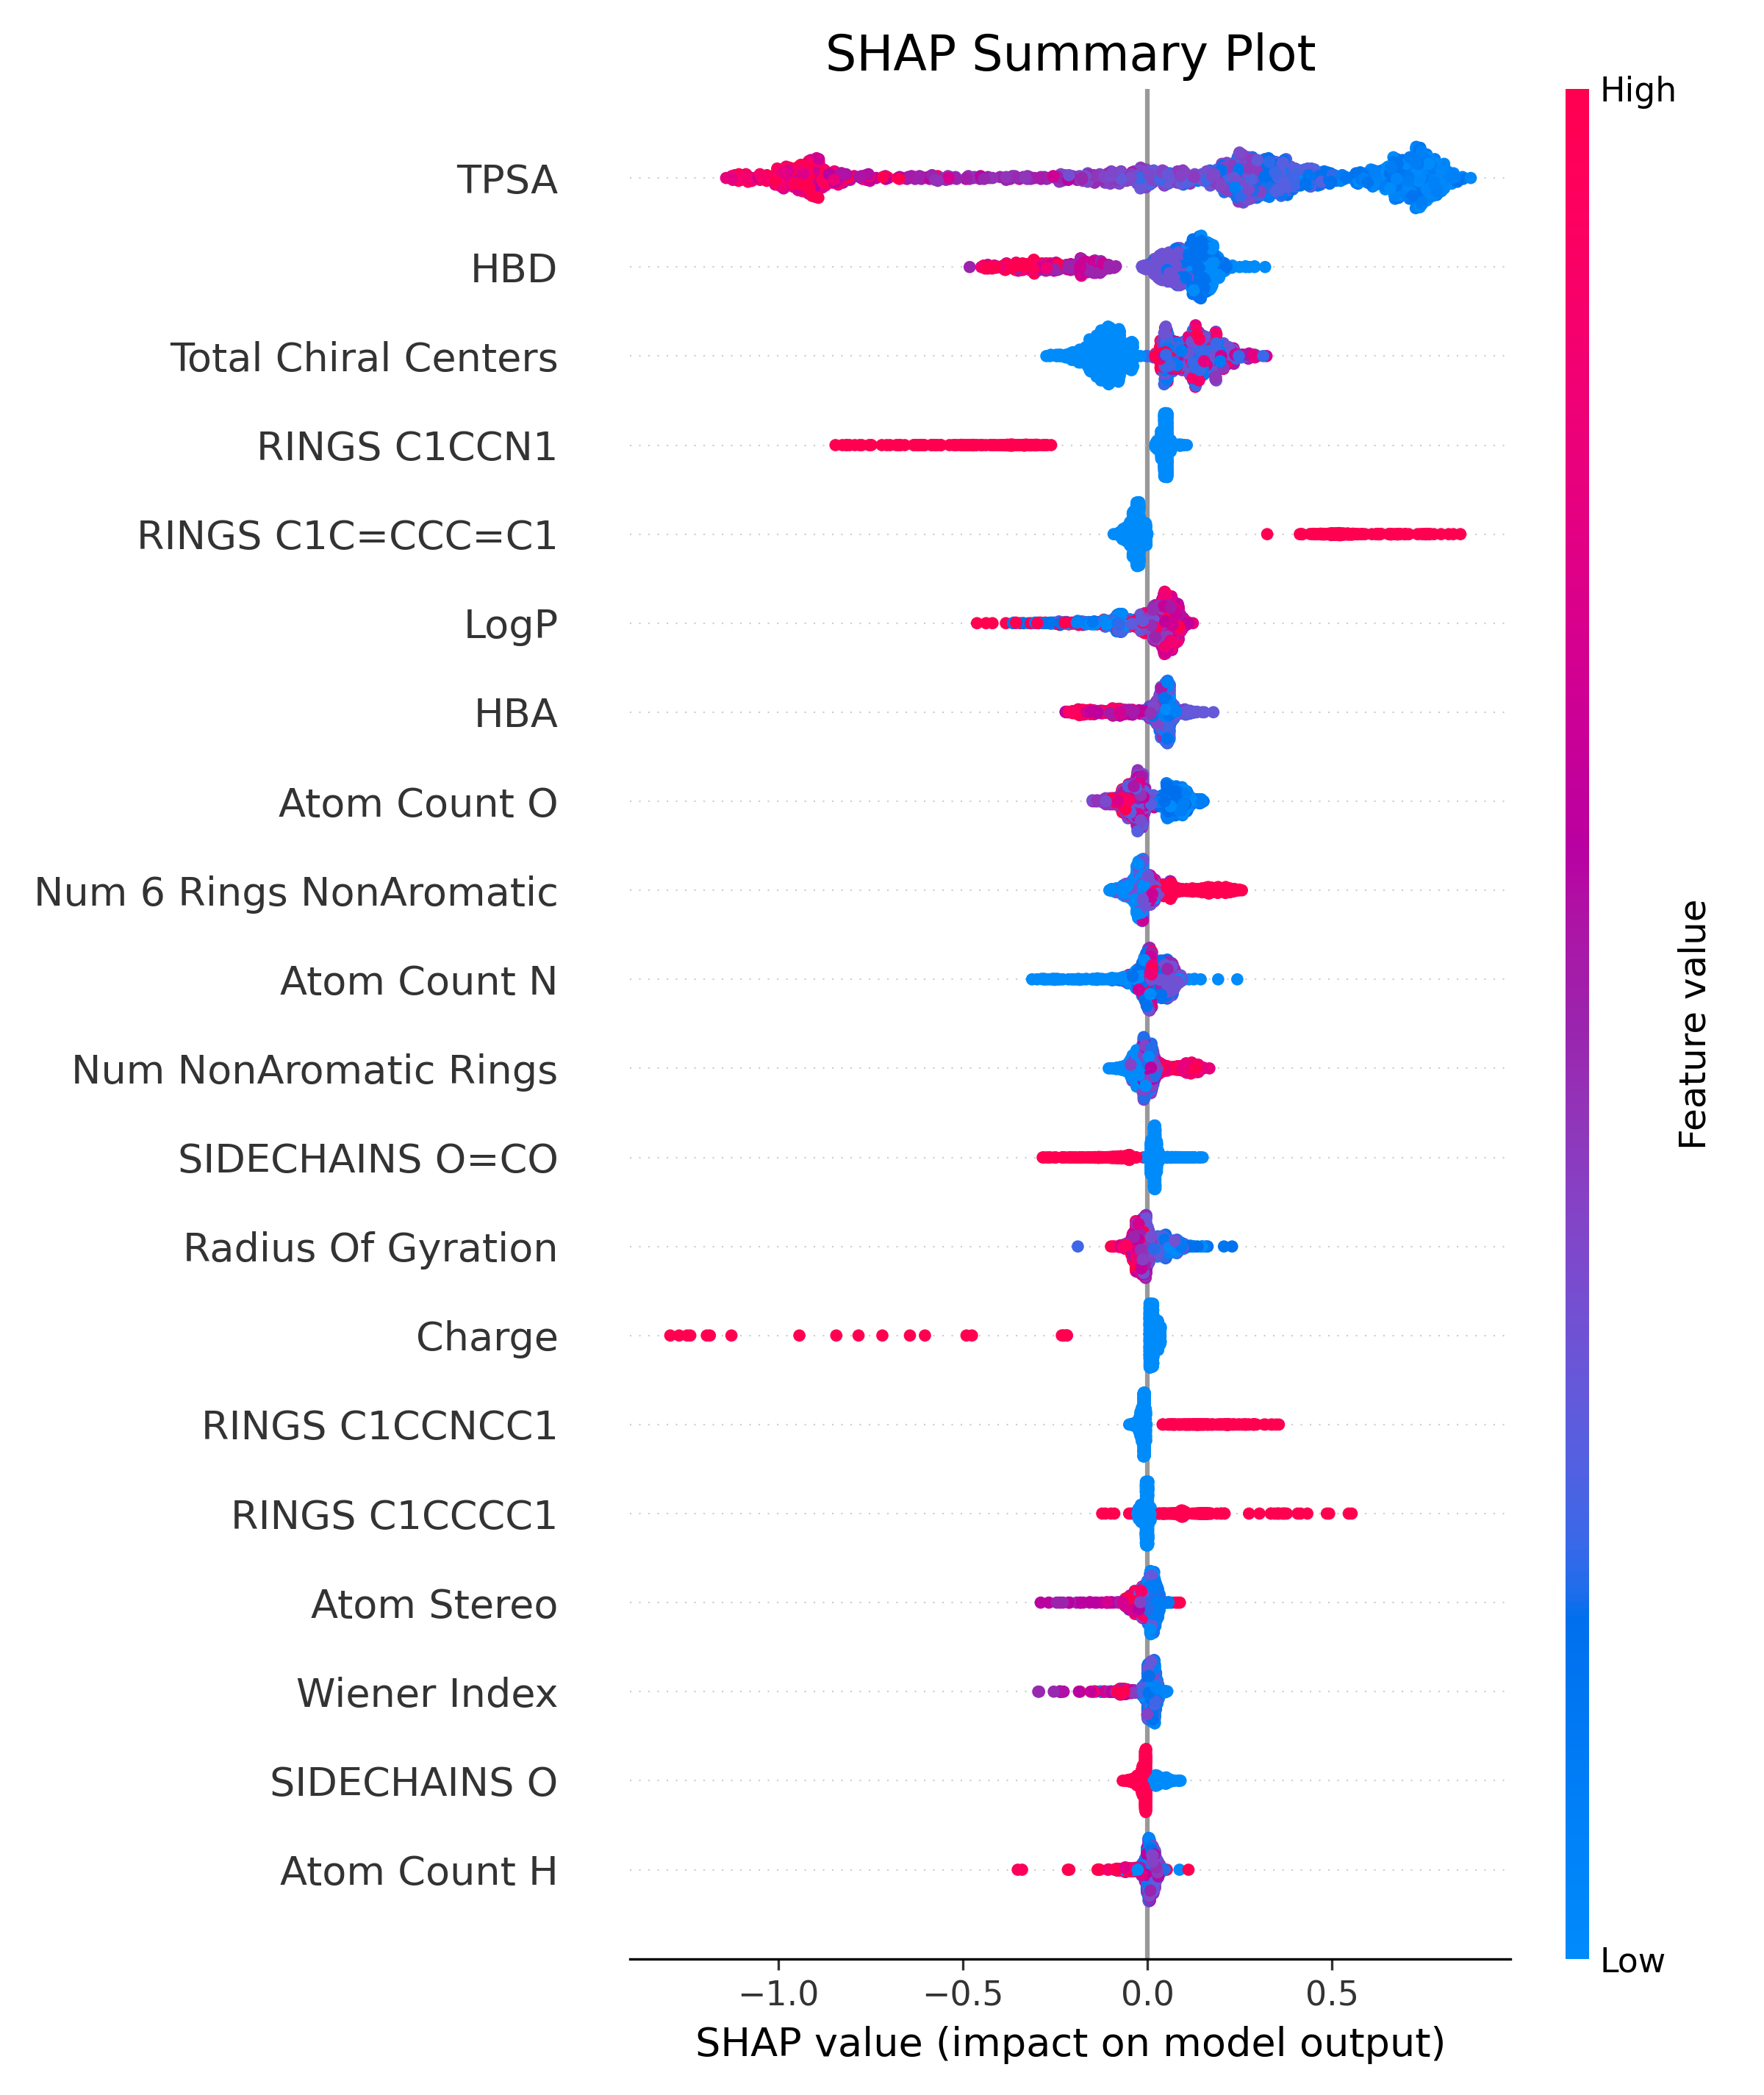 SHAP Summary Plot
High
TPSA
HBD
Total Chiral Centers
RINGS C1CCN1
RINGS C1C=CCC=C1
LogP
HBA
Atom Count O
Num 6 Rings NonAromatic
Atom Count N
Num NonAromatic Rings
SIDECHAINS O=CO
Radius Of Gyration
Charge
RINGS C1CCNCC1
RINGS C1CCCC1
Atom Stereo
Wiener Index
SIDECHAINS O
Atom Count H
Feature value
Low
−1.0 −0.5 0.0 0.5
SHAP value (impact on model output)